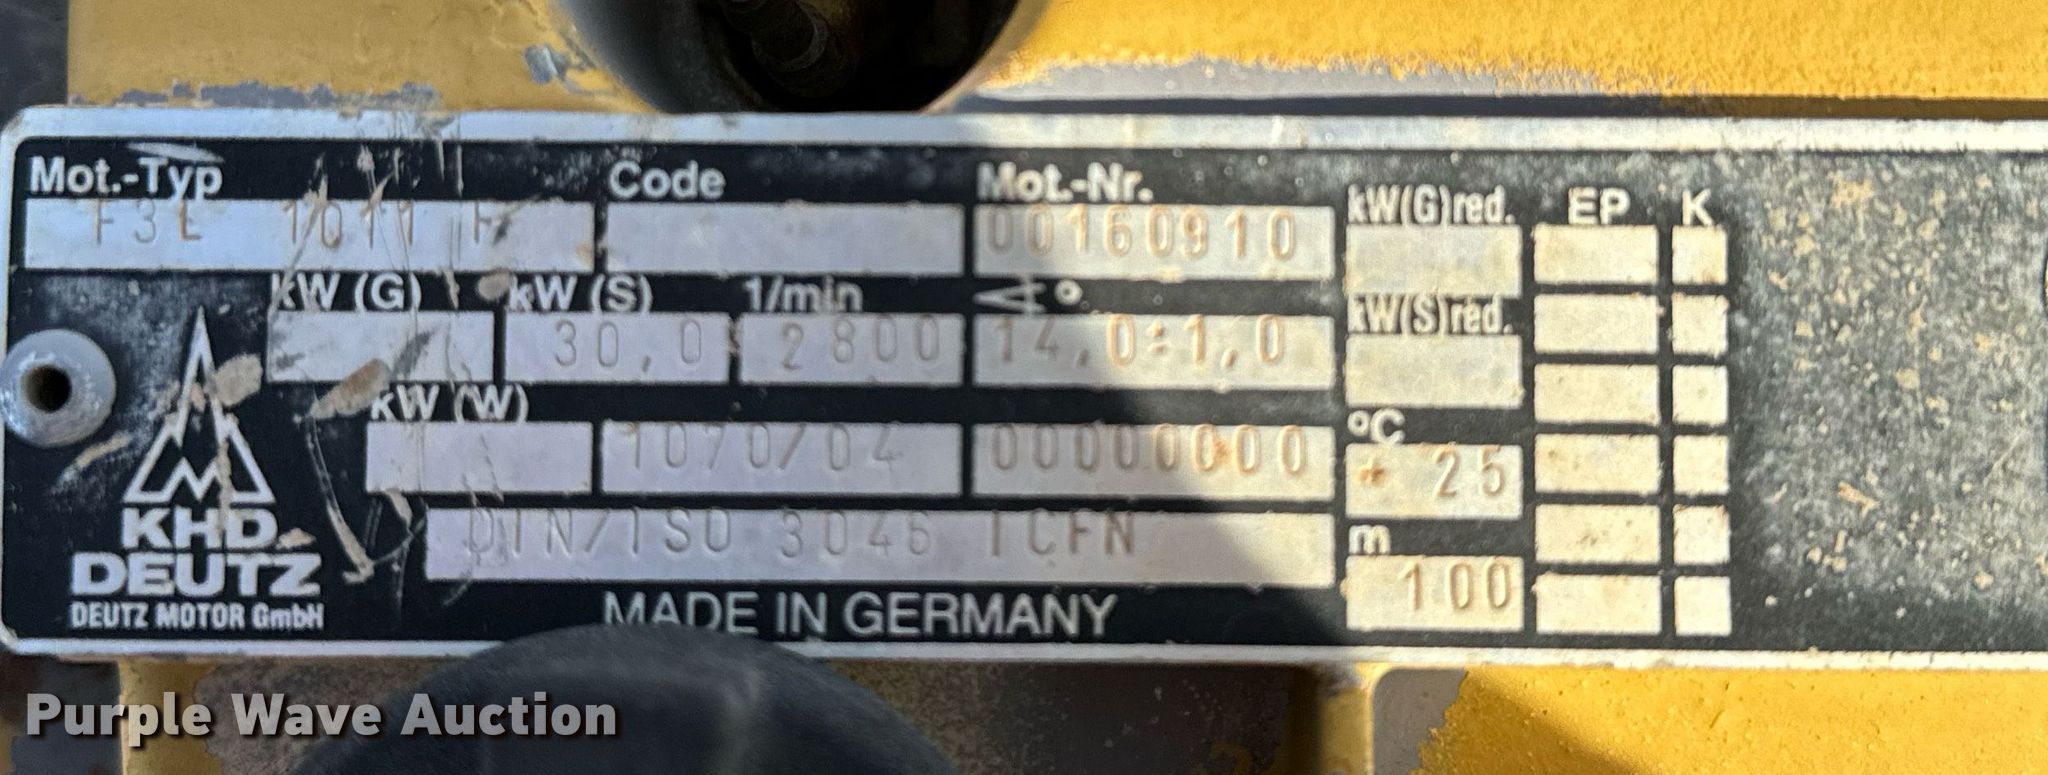 Mot.-Typ Code Mot.-Nr.
F3L 1011 F 00160910
kW(G)red. EP K
kW (G) kW (S) 1/min ∢°
30,0 2800 14,0±1,0
kW(S)red.
kW (W)
1070/04 00000000
°C
+ 25
DIN/ISO 3046 ICFN
m
100
KHD
DEUTZ
DEUTZ MOTOR GmbH
MADE IN GERMANY
Purple Wave Auction